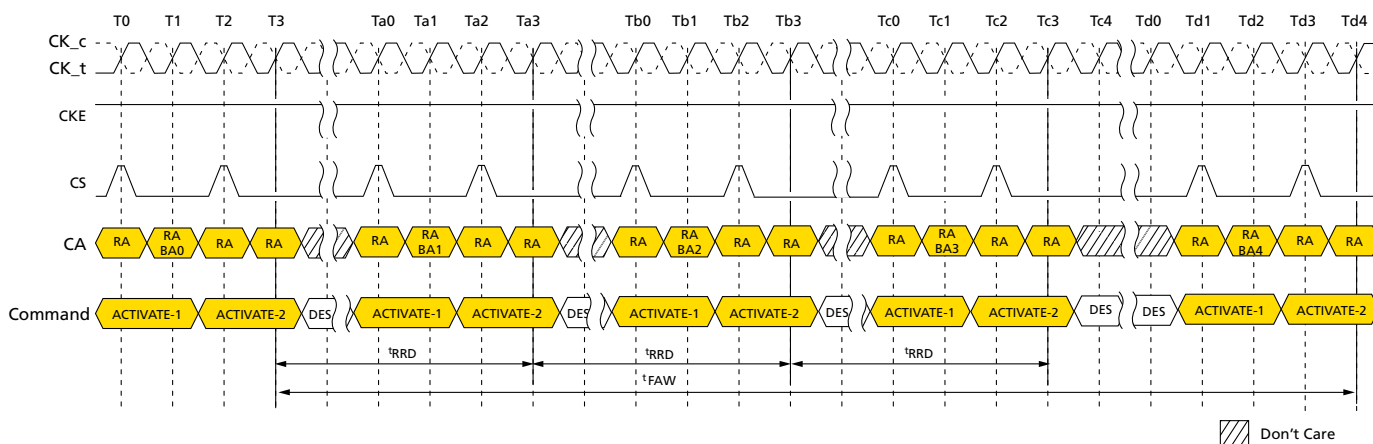 T0 T1 T2 T3 Ta0 Ta1 Ta2 Ta3 Tb0 Tb1 Tb2 Tb3 Tc0 Tc1 Tc2 Tc3 Tc4 Td0 Td1 Td2 Td3 Td4
CK_c
CK_t
CKE
CS
CA RA RA BA0 RA RA RA RA BA1 RA RA RA RA BA2 RA RA RA RA BA3 RA RA RA RA BA4 RA RA
Command ACTIVATE-1 ACTIVATE-2 DES ACTIVATE-1 ACTIVATE-2 DES ACTIVATE-1 ACTIVATE-2 DES ACTIVATE-1 ACTIVATE-2 DES DES ACTIVATE-1 ACTIVATE-2
tRRD tRRD tRRD
tFAW
Don't Care